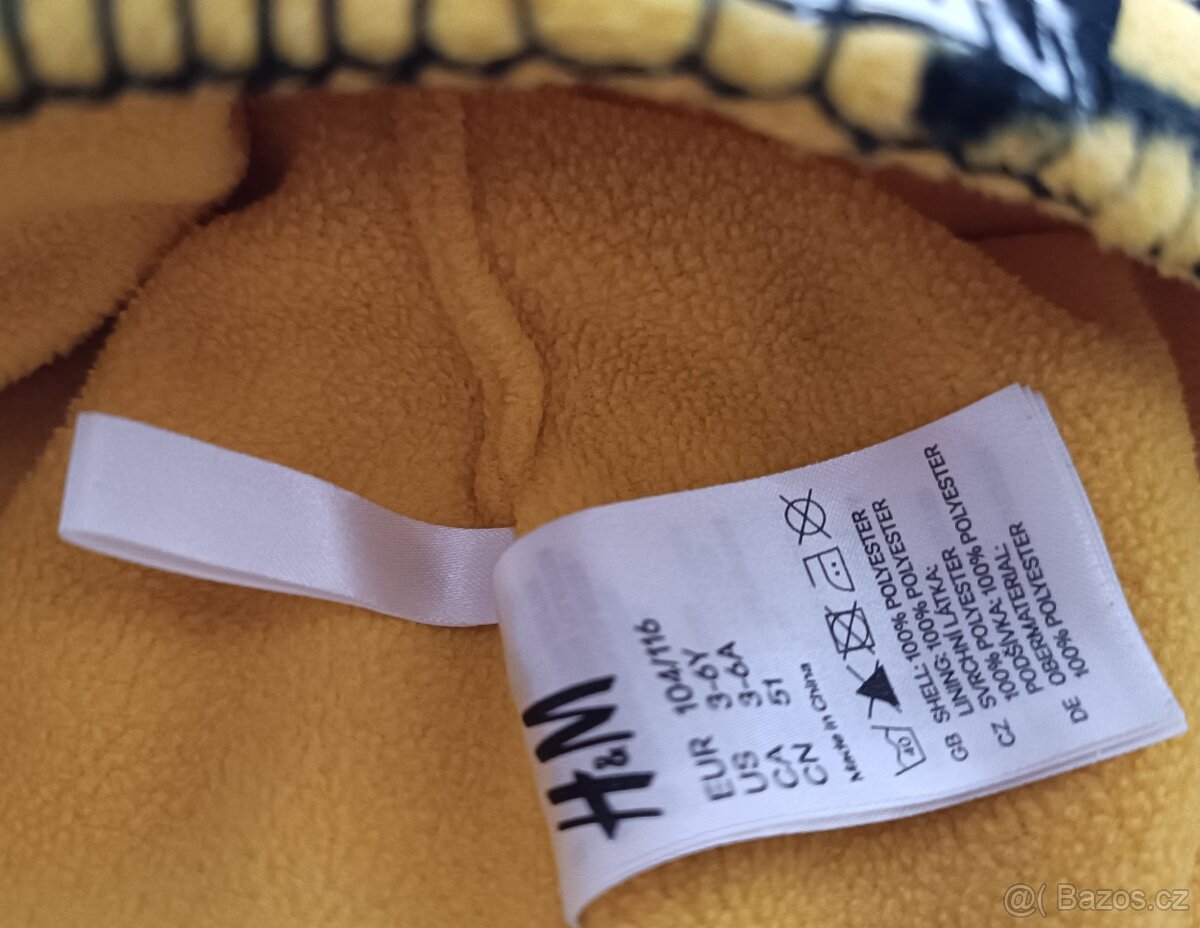 H&M
EUR 104/116
US 3-6Y
CA 3-6A
CN 51
Made in China
40
GB SHELL: 100% POLYESTER
LINING: 100% POLYESTER
CZ SVRCHNÍ LÁTKA:
100% POLYESTER
PODŠÍVKA: 100% POLYESTER
DE OBERMATERIAL:
100% POLYESTER
@( Bazos.cz